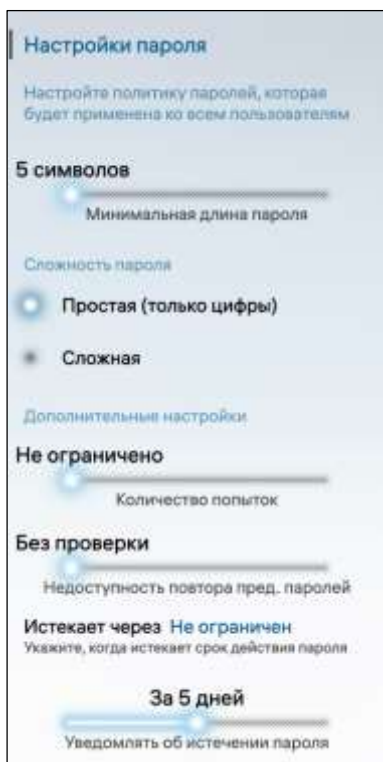 Настройки пароля
Настройте политику паролей, которая
будет применена ко всем пользователям
5 символов
Минимальная длина пароля
Сложность пароля
Простая (только цифры)
Сложная
Дополнительные настройки
Не ограничено
Количество попыток
Без проверки
Недоступность повтора пред. паролей
Истекает через Не ограничен
Укажите, когда истекает срок действия пароля
За 5 дней
Уведомлять об истечении пароля